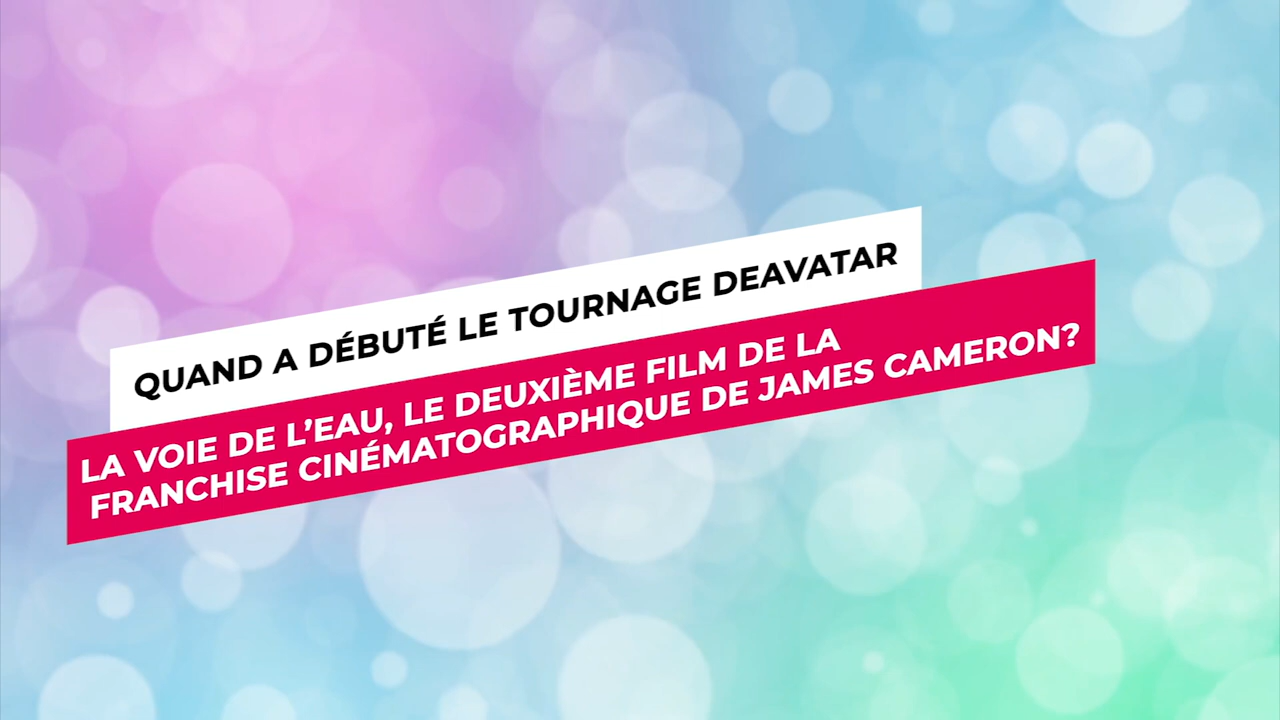 QUAND A DÉBUTÉ LE TOURNAGE DEAVATAR
LA VOIE DE L’EAU, LE DEUXIÈME FILM DE LA
FRANCHISE CINÉMATOGRAPHIQUE DE JAMES CAMERON?